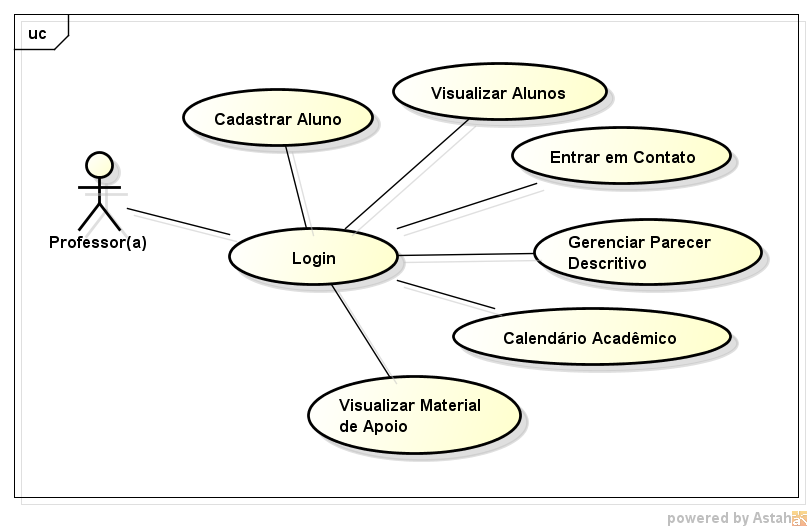 uc
Visualizar Alunos
Cadastrar Aluno
Entrar em Contato
Professor(a)
Gerenciar Parecer
Descritivo
Login
Calendário Acadêmico
Visualizar Material
de Apoio
powered by Astah